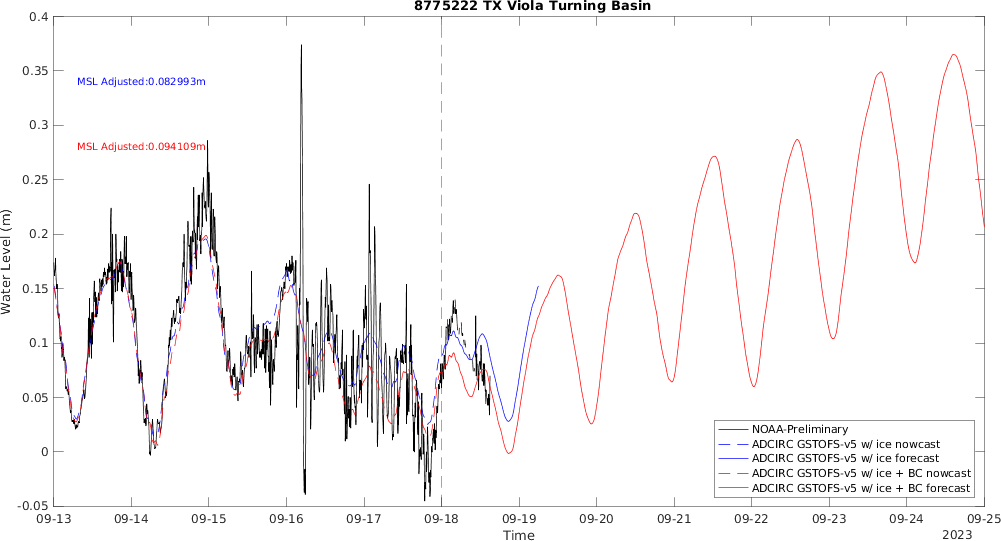 8775222 TX Viola Turning Basin
0.4
0.35
0.3
0.25
0.2
0.15
0.1
0.05
0
-0.05
Water Level (m)
MSL Adjusted:0.082993m
MSL Adjusted:0.094109m
NOAA-Preliminary
ADCIRC GSTOFS-v5 w/ ice nowcast
ADCIRC GSTOFS-v5 w/ ice forecast
ADCIRC GSTOFS-v5 w/ ice + BC nowcast
ADCIRC GSTOFS-v5 w/ ice + BC forecast
09-13 09-14 09-15 09-16 09-17 09-18 09-19 09-20 09-21 09-22 09-23 09-24 09-25
Time
2023